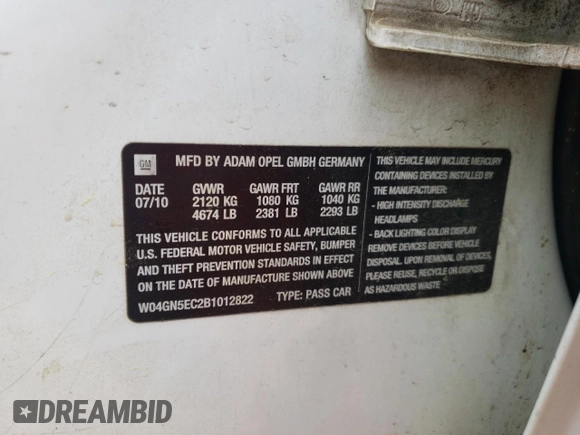 GM
MFD BY ADAM OPEL GMBH GERMANY
DATE GVWR GAWR FRT GAWR RR
07/10 2120 KG 1080 KG 1040 KG
4674 LB 2381 LB 2293 LB
THIS VEHICLE CONFORMS TO ALL APPLICABLE
U.S. FEDERAL MOTOR VEHICLE SAFETY, BUMPER
AND THEFT PREVENTION STANDARDS IN EFFECT
ON THE DATE OF MANUFACTURE SHOWN ABOVE
W04GN5EC2B1012822 TYPE: PASS CAR
THIS VEHICLE MAY INCLUDE MERCURY
CONTAINING DEVICES INSTALLED BY
THE MANUFACTURER:
- HIGH INTENSITY DISCHARGE
HEADLAMPS
- BACK LIGHTING COLOR DISPLAY
REMOVE DEVICES BEFORE VEHICLE
DISPOSAL. UPON REMOVAL OF DEVICES,
PLEASE REUSE, RECYCLE OR DISPOSE
AS HAZARDOUS WASTE
DREAMBID